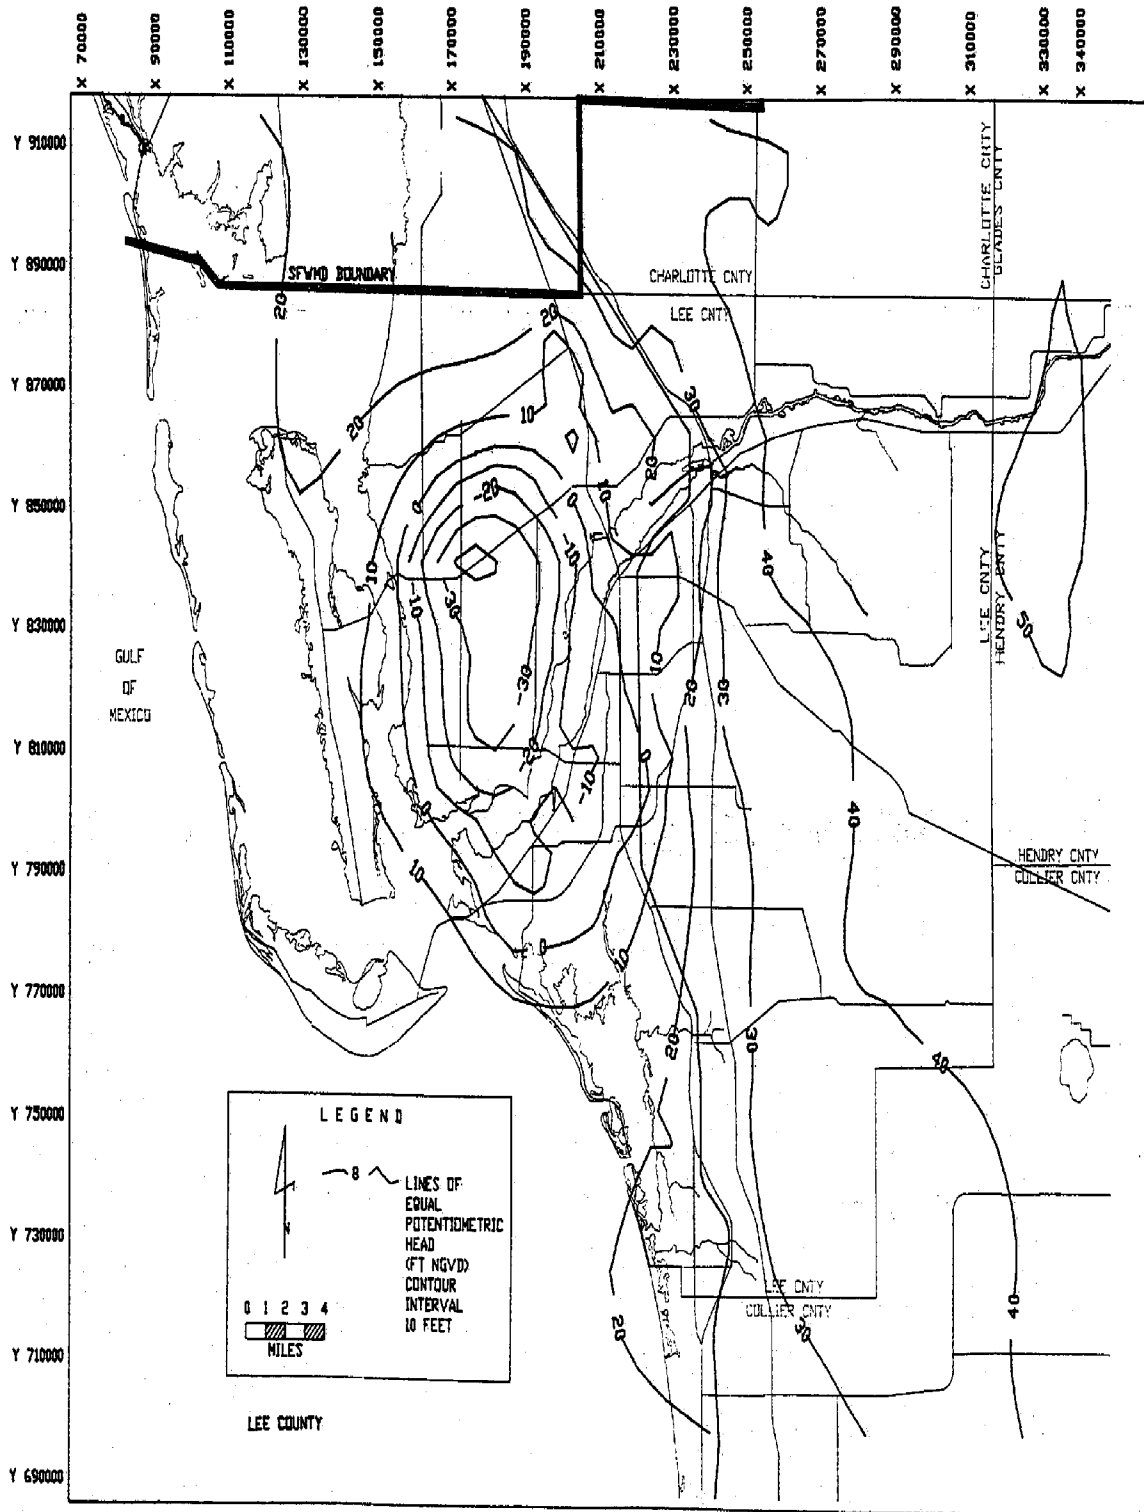 X 70000
X 90000
X 110000
X 130000
X 150000
X 170000
X 190000
X 210000
X 230000
X 250000
X 270000
X 290000
X 310000
X 330000
X 340000
Y 910000
Y 890000
Y 870000
Y 850000
Y 830000
Y 810000
Y 790000
Y 770000
Y 750000
Y 730000
Y 710000
Y 690000
SFWMD BOUNDARY
CHARLOTTE CNTY
LEE CNTY
CHARLOTTE CNTY
GLADES CNTY
20
20
20
10
30
20
0
-20
10
0
-10
10
-10
-30
40
LEE CNTY
HENDRY CNTY
50
GULF
OF
MEXICO
-30
10
20
30
-20
0
-10
40
0
10
HENDRY CNTY
COLLIER CNTY
0
10
20
30
40
LEGEND
8
LINES OF
EQUAL
POTENTIOMETRIC
HEAD
(FT NGVD)
CONTOUR
INTERVAL
10 FEET
N
0 1 2 3 4
MILES
LEE CNTY
COLLIER CNTY
20
30
40
LEE COUNTY